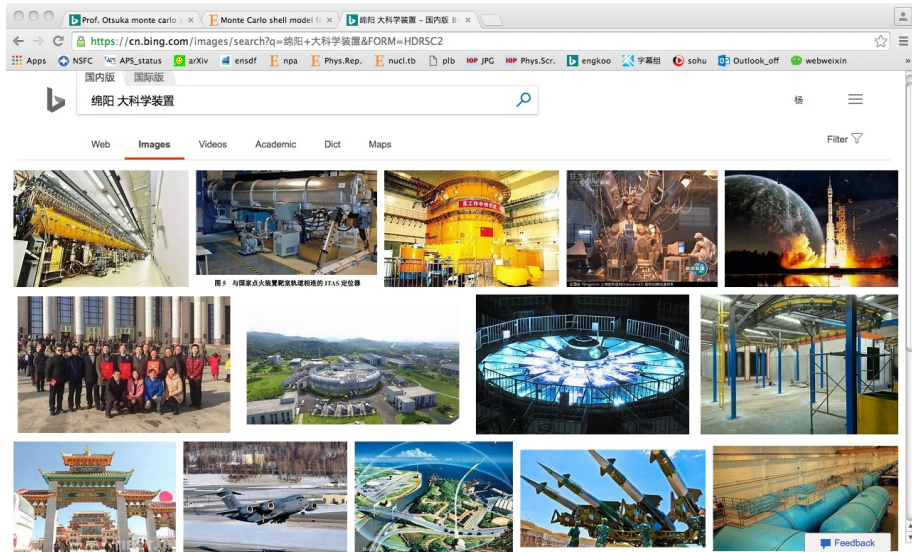 Prof. Otsuka monte carlo s
Monte Carlo shell model fo
绵阳 大科学装置 - 国内版 Bi
https://cn.bing.com/images/search?q=绵阳+大科学装置&FORM=HDRSC2
Apps NSFC APS_status arXiv ensdf npa Phys.Rep. nucl.tb plb IOP JPG IOP Phys.Scr. engkoo 字幕组 sohu Outlook_off webweixin »
国内版 国际版
绵阳 大科学装置
杨
Web Images Videos Academic Dict Maps
Filter
图 5 与国家点火装置靶室轨道相连的 ITAS 定位器
Feedback